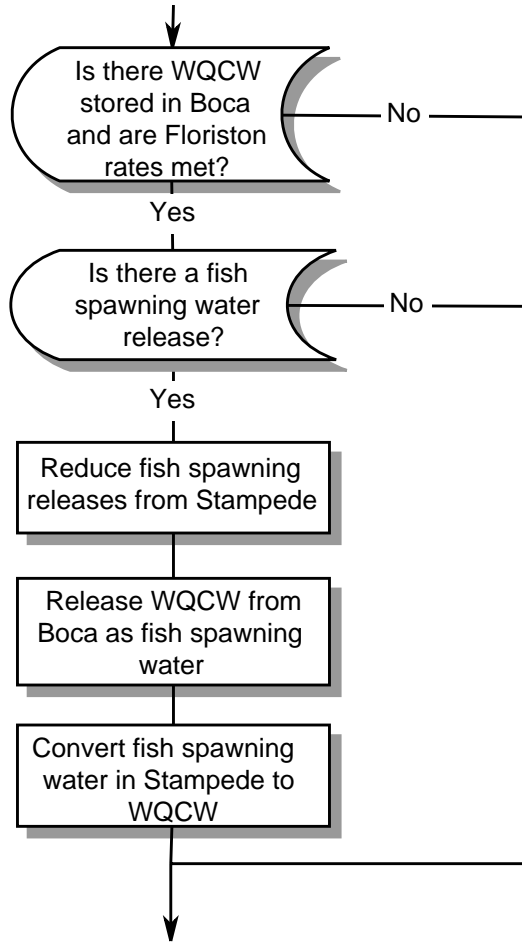 Is there WQCW
stored in Boca
and are Floriston
rates met?
No
Yes
Is there a fish
spawning water
release?
No
Yes
Reduce fish spawning
releases from Stampede
Release WQCW from
Boca as fish spawning
water
Convert fish spawning
water in Stampede to
WQCW